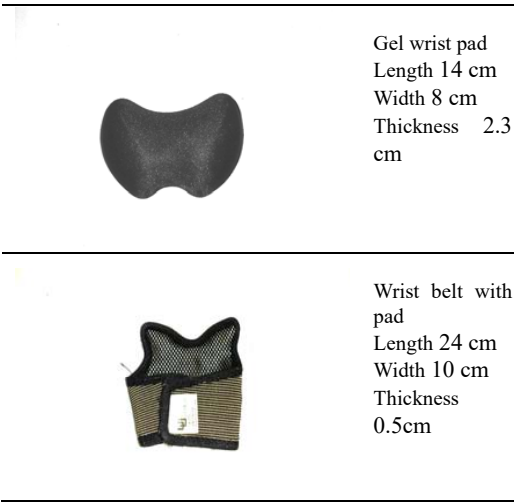 Gel wrist pad
Length 14 cm
Width 8 cm
Thickness 2.3
cm
Wrist belt with
pad
Length 24 cm
Width 10 cm
Thickness
0.5cm